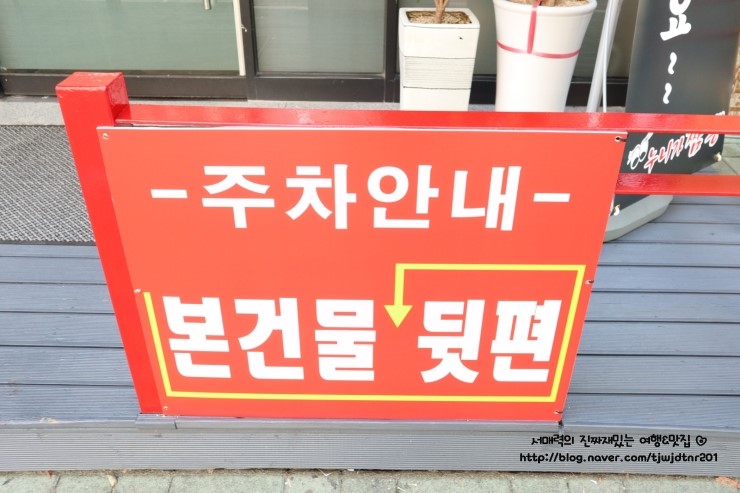 요~~
-주차안내-
본건물 뒷편
서매력의 진짜재밌는 여행&맛집
http://blog.naver.com/tjwjdtnr201